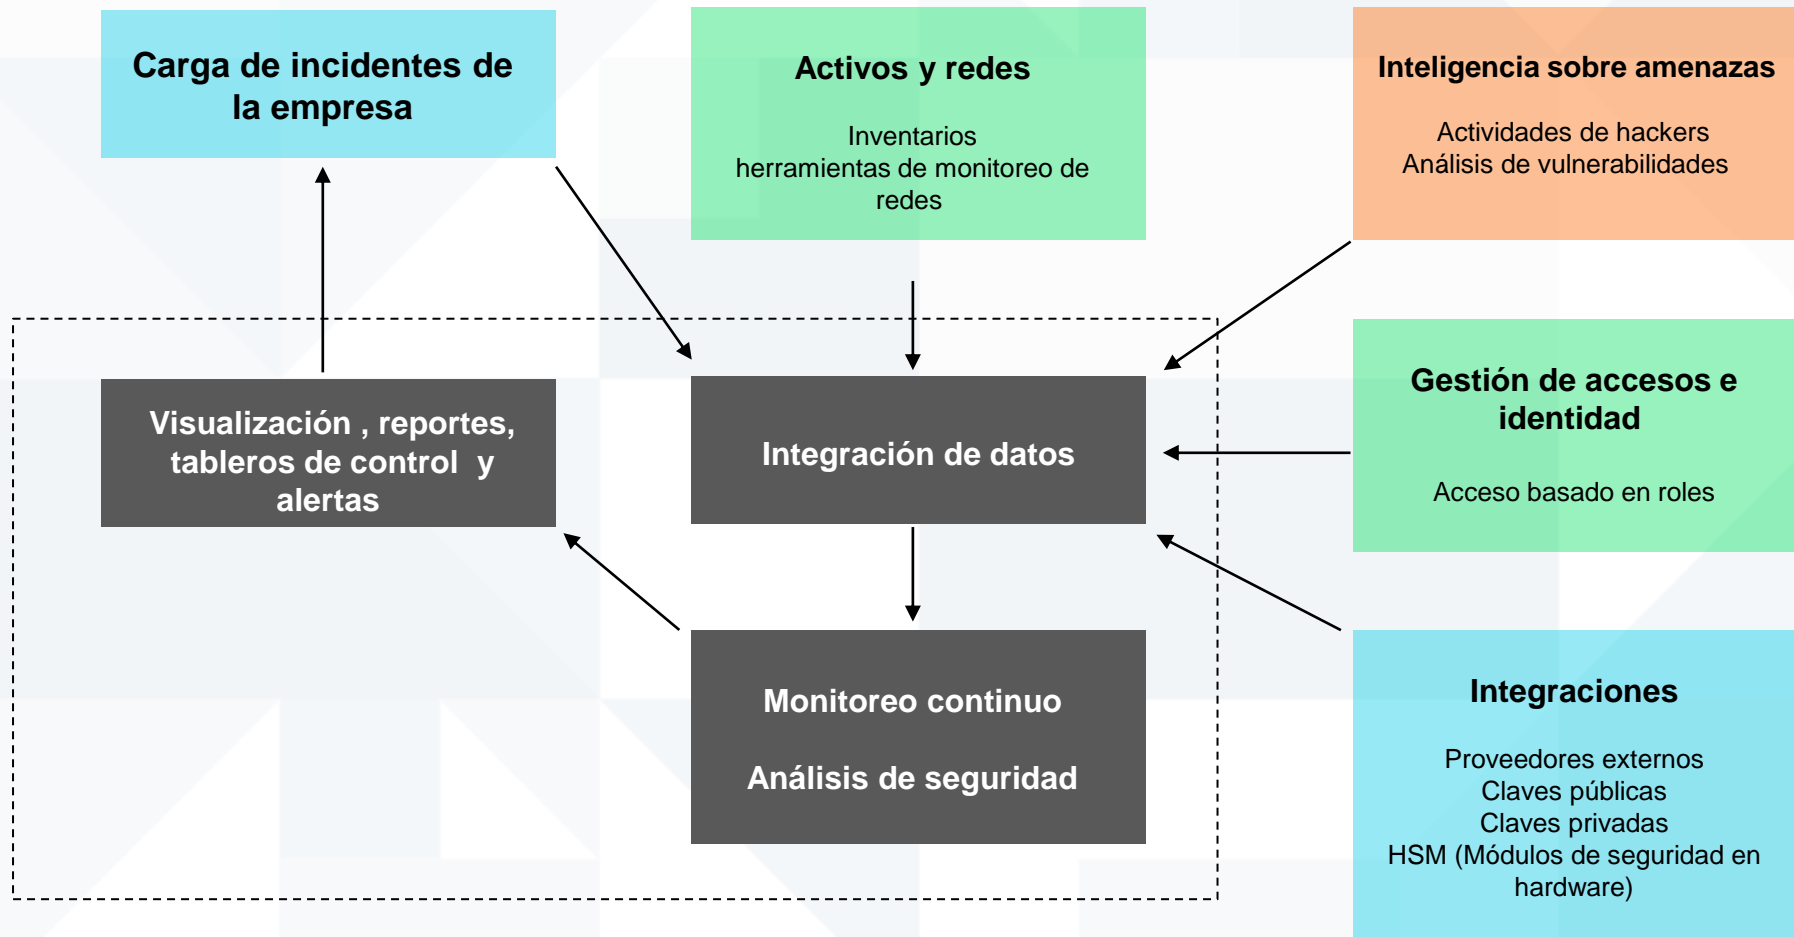 Carga de incidentes de
la empresa
Activos y redes
Inventarios
herramientas de monitoreo de
redes
Inteligencia sobre amenazas
Actividades de hackers
Análisis de vulnerabilidades
Visualización , reportes,
tableros de control  y
alertas
Integración de datos
Gestión de accesos e
identidad
Acceso basado en roles
Monitoreo continuo
Análisis de seguridad
Integraciones
Proveedores externos
Claves públicas
Claves privadas
HSM (Módulos de seguridad en
hardware)